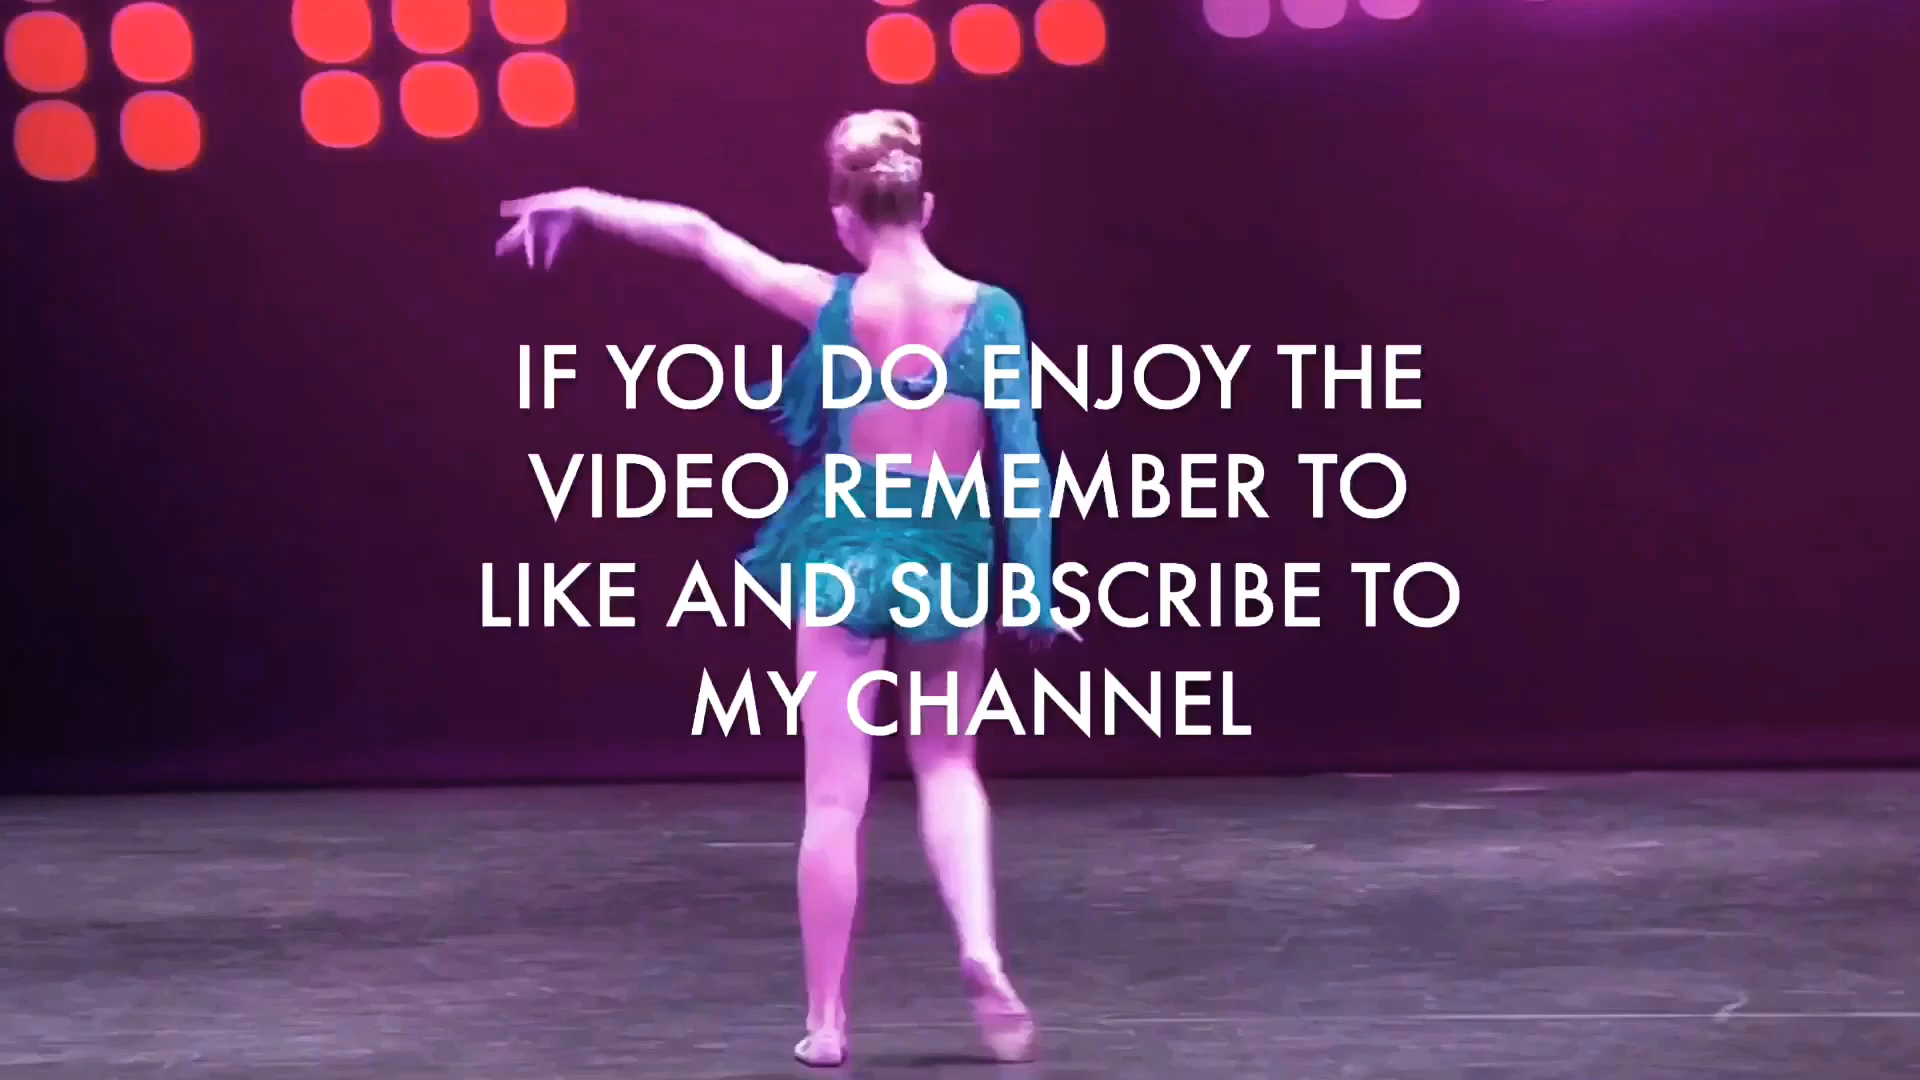 IF YOU DO ENJOY THE
VIDEO REMEMBER TO
LIKE AND SUBSCRIBE TO
MY CHANNEL